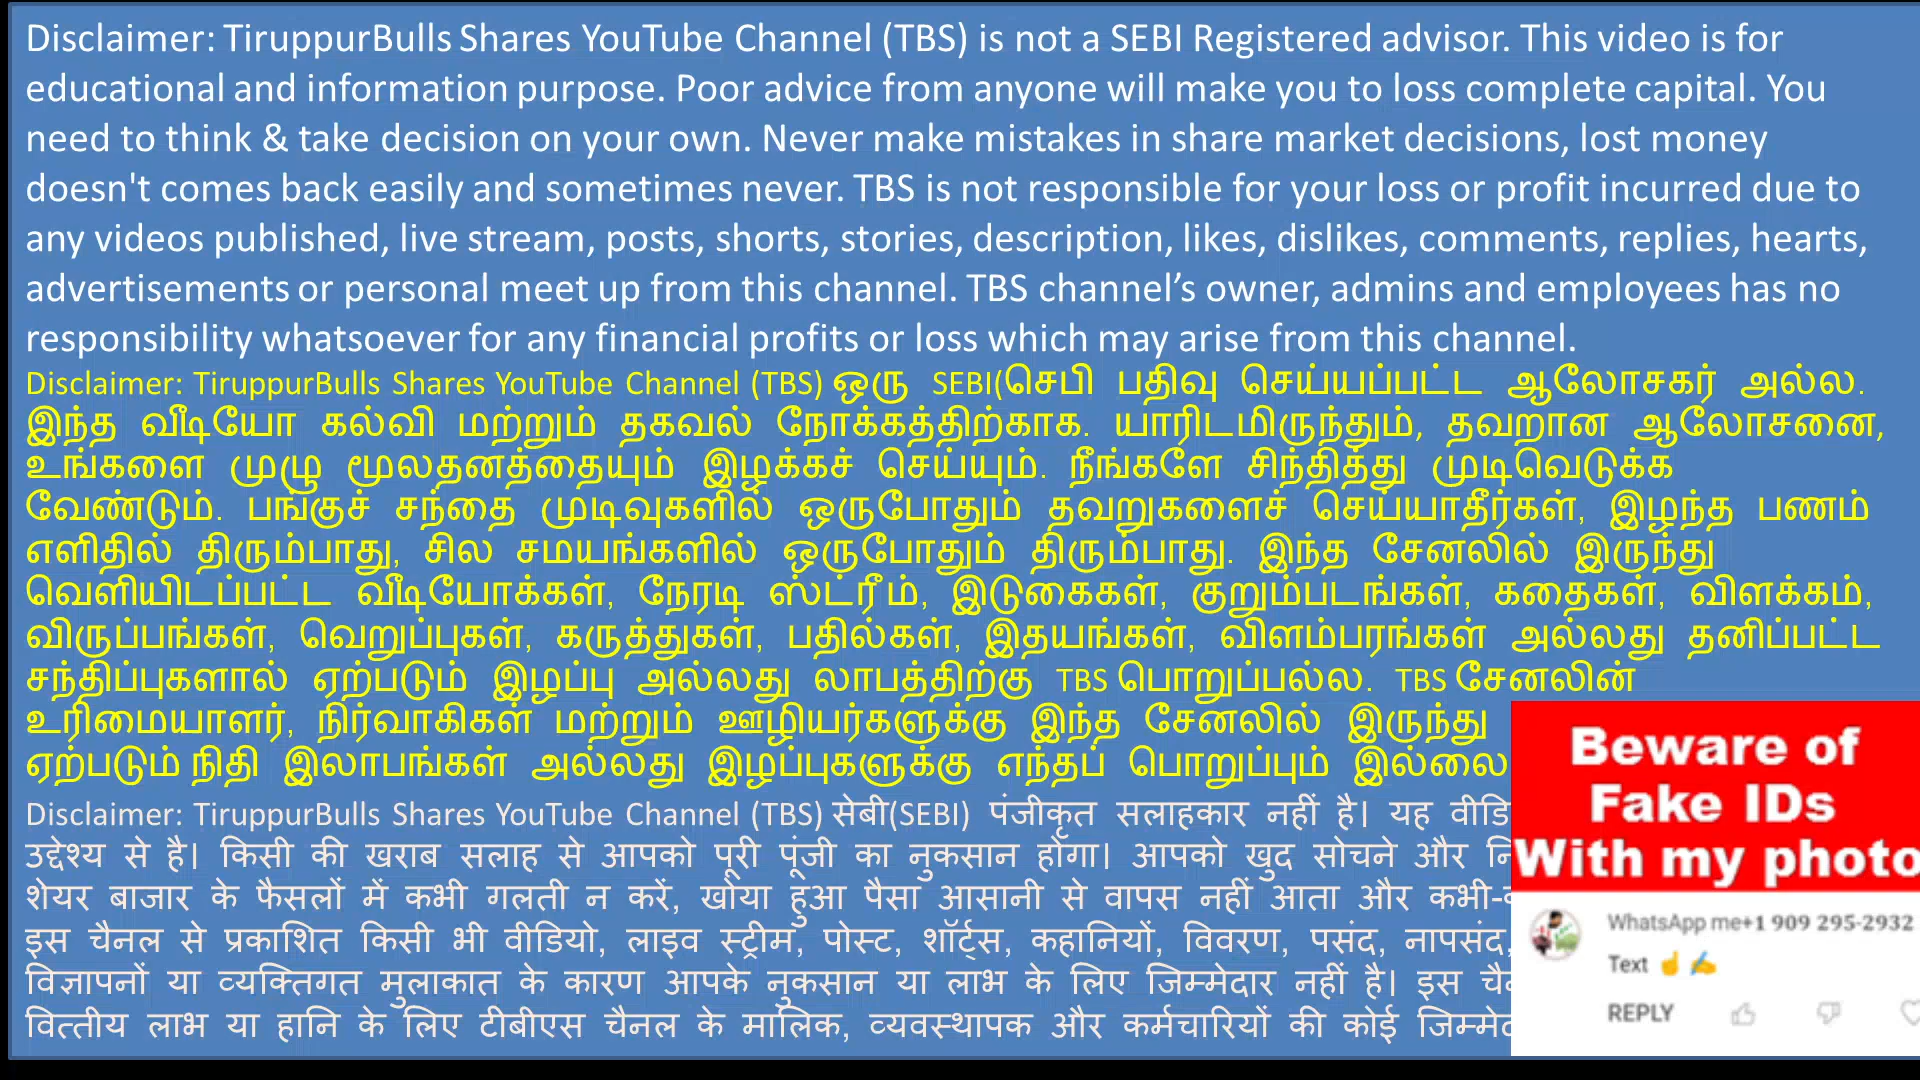 Disclaimer: TiruppurBulls Shares YouTube Channel (TBS) is not a SEBI Registered advisor. This video is for
educational and information purpose. Poor advice from anyone will make you to loss complete capital. You
need to think & take decision on your own. Never make mistakes in share market decisions, lost money
doesn't comes back easily and sometimes never. TBS is not responsible for your loss or profit incurred due to
any videos published, live stream, posts, shorts, stories, description, likes, dislikes, comments, replies, hearts,
advertisements or personal meet up from this channel. TBS channel’s owner, admins and employees has no
responsibility whatsoever for any financial profits or loss which may arise from this channel.
Disclaimer: TiruppurBulls Shares YouTube Channel (TBS) ஒரு SEBI(செபி பதிவு செய்யப்பட்ட ஆலோசகர் அல்ல.
இந்த வீடியோ கல்வி மற்றும் தகவல் நோக்கத்திற்காக. யாரிடமிருந்தும், தவறான ஆலோசனை,
உங்களை முழு மூலதனத்தையும் இழக்கச் செய்யும். நீங்களே சிந்தித்து முடிவெடுக்க
வேண்டும். பங்குச் சந்தை முடிவுகளில் ஒருபோதும் தவறுகளைச் செய்யாதீர்கள், இழந்த பணம்
எளிதில் திரும்பாது, சில சமயங்களில் ஒருபோதும் திரும்பாது. இந்த சேனலில் இருந்து
வெளியிடப்பட்ட வீடியோக்கள், நேரடி ஸ்ட்ரீம், இடுகைகள், குறும்படங்கள், கதைகள், விளக்கம்,
விருப்பங்கள், வெறுப்புகள், கருத்துகள், பதில்கள், இதயங்கள், விளம்பரங்கள் அல்லது தனிப்பட்ட
சந்திப்புகளால் ஏற்படும் இழப்பு அல்லது லாபத்திற்கு TBS பொறுப்பல்ல. TBS சேனலின்
உரிமையாளர், நிர்வாகிகள் மற்றும் ஊழியர்களுக்கு இந்த சேனலில் இருந்து
ஏற்படும் நிதி இலாபங்கள் அல்லது இழப்புகளுக்கு எந்தப் பொறுப்பும் இல்லை
Disclaimer: TiruppurBulls Shares YouTube Channel (TBS) सेबी(SEBI) पंजीकृत सलाहकार नहीं है। यह
उद्देश्य से है। किसी की खराब सलाह से आपको पूरी पूंजी का नुकसान होगा। आपको खुद सोचने और
शेयर बाजार के फैसलों में कभी गलती न करें, खोया हुआ पैसा आसानी से वापस नहीं आता और
इस चैनल से प्रकाशित किसी भी वीडियो, लाइव स्ट्रीम, पोस्ट, शॉर्ट्स, कहानियों, विवरण, पसंद, नापसंद,
विज्ञापनों या व्यक्तिगत मुलाकात के कारण आपके नुकसान या लाभ के लिए जिम्मेदार नहीं है। इस
वित्तीय लाभ या हानि के लिए टीबीएस चैनल के मालिक, व्यवस्थापक और कर्मचारियों की कोई
Beware of
Fake IDs
With my photo
WhatsApp me+1 909 295-2932
Text ☝ ✍
REPLY